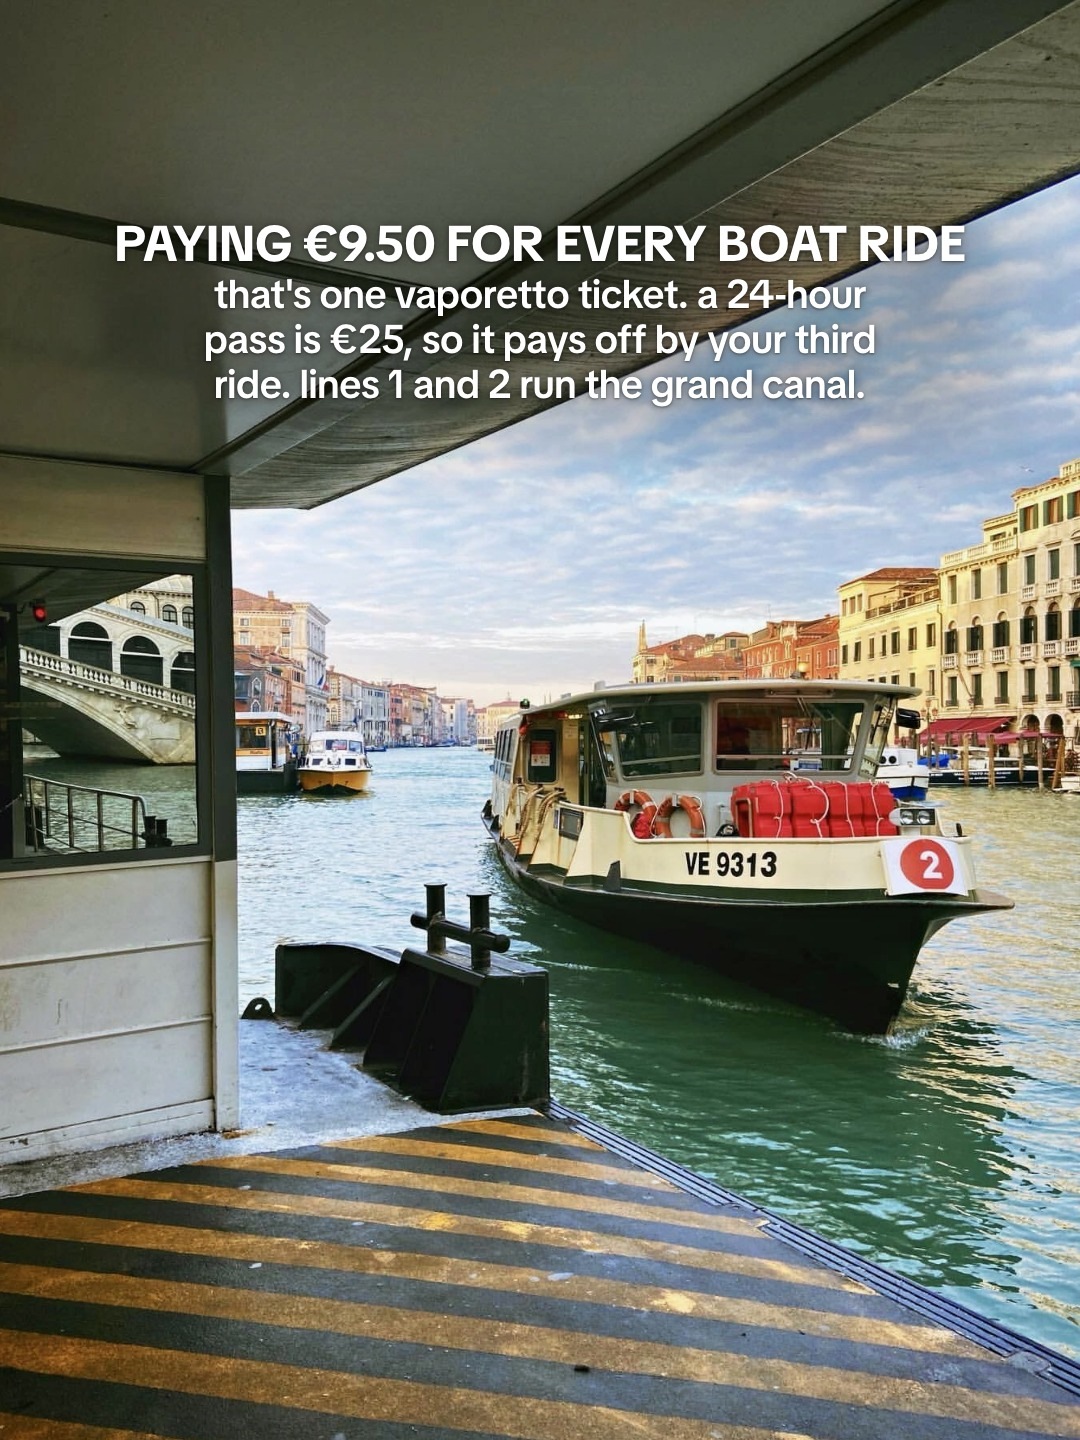 PAYING €9.50 FOR EVERY BOAT RIDE
that's one vaporetto ticket. a 24-hour
pass is €25, so it pays off by your third
ride. lines 1 and 2 run the grand canal.
VE 9313
2